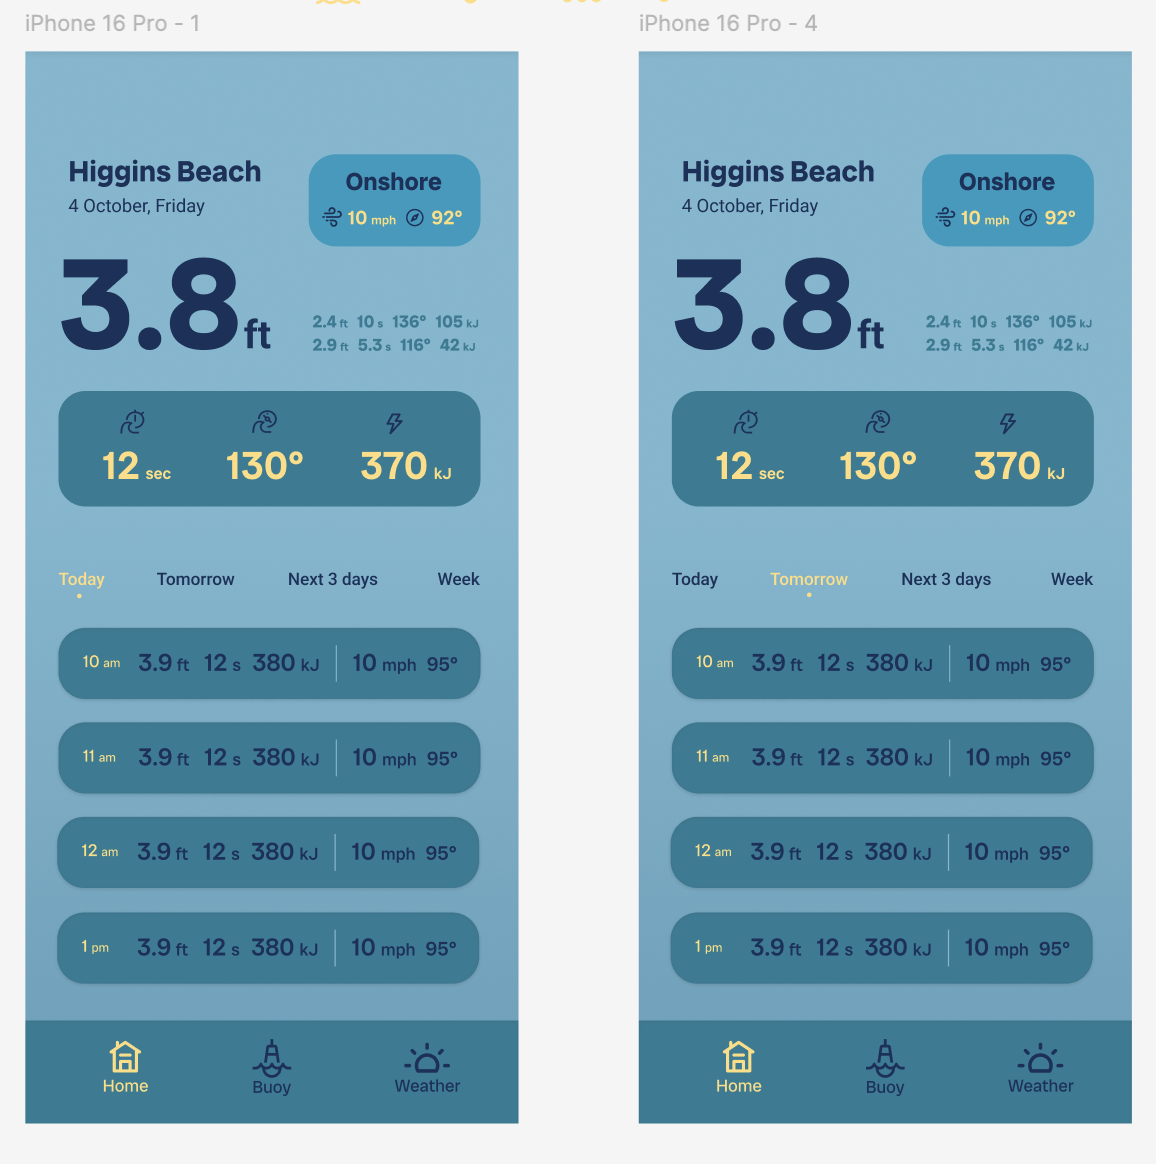 iPhone 16 Pro - 1
Higgins Beach
4 October, Friday
Onshore
10 mph 92°
3.8 ft
2.4 ft 10 s 136° 105 kJ
2.9 ft 5.3 s 116° 42 kJ
12 sec 130° 370 kJ
Today Tomorrow Next 3 days Week
10 am 3.9 ft 12 s 380 kJ 10 mph 95°
11 am 3.9 ft 12 s 380 kJ 10 mph 95°
12 am 3.9 ft 12 s 380 kJ 10 mph 95°
1 pm 3.9 ft 12 s 380 kJ 10 mph 95°
Home Buoy Weather
iPhone 16 Pro - 4
Higgins Beach
4 October, Friday
Onshore
10 mph 92°
3.8 ft
2.4 ft 10 s 136° 105 kJ
2.9 ft 5.3 s 116° 42 kJ
12 sec 130° 370 kJ
Today Tomorrow Next 3 days Week
10 am 3.9 ft 12 s 380 kJ 10 mph 95°
11 am 3.9 ft 12 s 380 kJ 10 mph 95°
12 am 3.9 ft 12 s 380 kJ 10 mph 95°
1 pm 3.9 ft 12 s 380 kJ 10 mph 95°
Home Buoy Weather